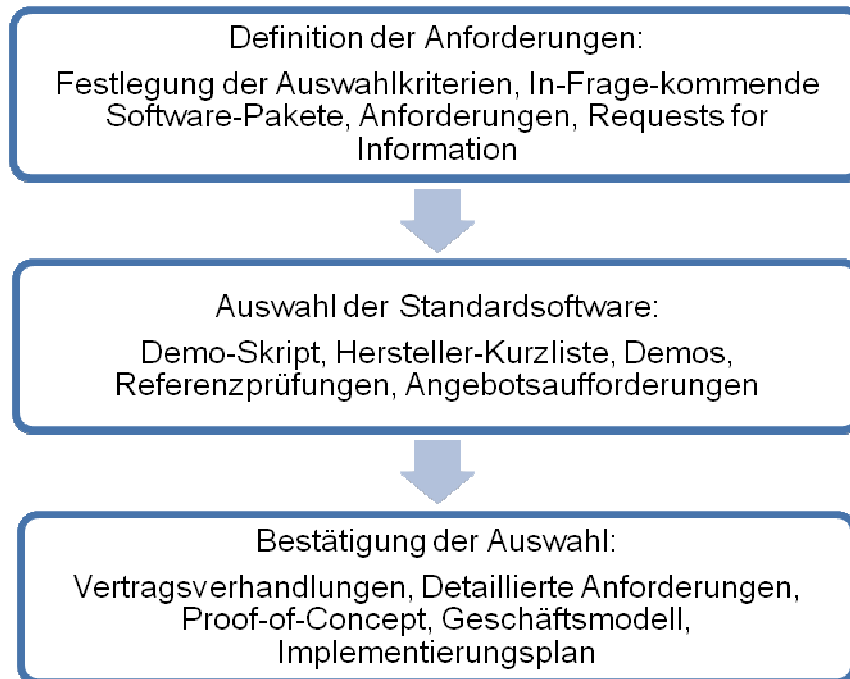 Definition der Anforderungen:
Festlegung der Auswahlkriterien, In-Frage-kommende
Software-Pakete, Anforderungen, Requests for
Information
Auswahl der Standardsoftware:
Demo-Skript, Hersteller-Kurzliste, Demos,
Referenzprüfungen, Angebotsaufforderungen
Bestätigung der Auswahl:
Vertragsverhandlungen, Detaillierte Anforderungen,
Proof-of-Concept, Geschäftsmodell,
Implementierungsplan